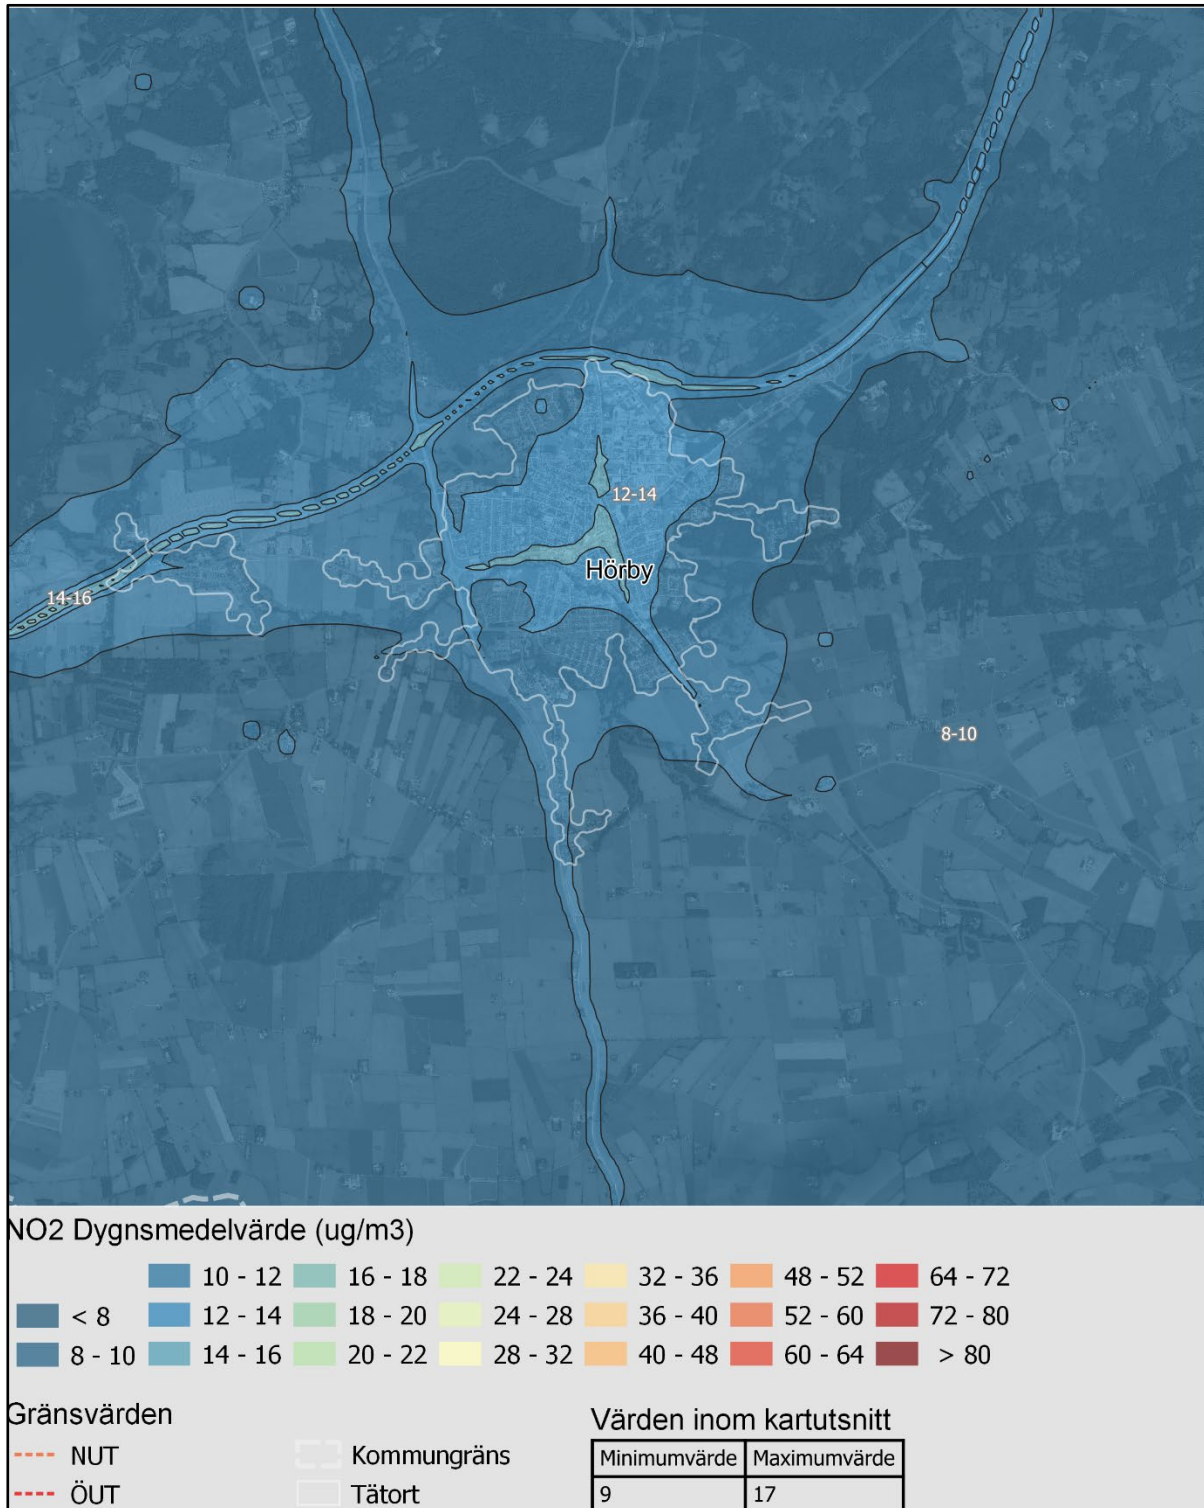 12-14
Hörby
14-16
8-10
NO2 Dygnsmedelvärde (ug/m3)
10 - 12 16 - 18 22 - 24 32 - 36 48 - 52 64 - 72
< 8 12 - 14 18 - 20 24 - 28 36 - 40 52 - 60 72 - 80
8 - 10 14 - 16 20 - 22 28 - 32 40 - 48 60 - 64 > 80
Gränsvärden
NUT
ÖUT
Kommungräns
Tätort
Värden inom kartutsnitt
Minimumvärde Maximumvärde
9 17